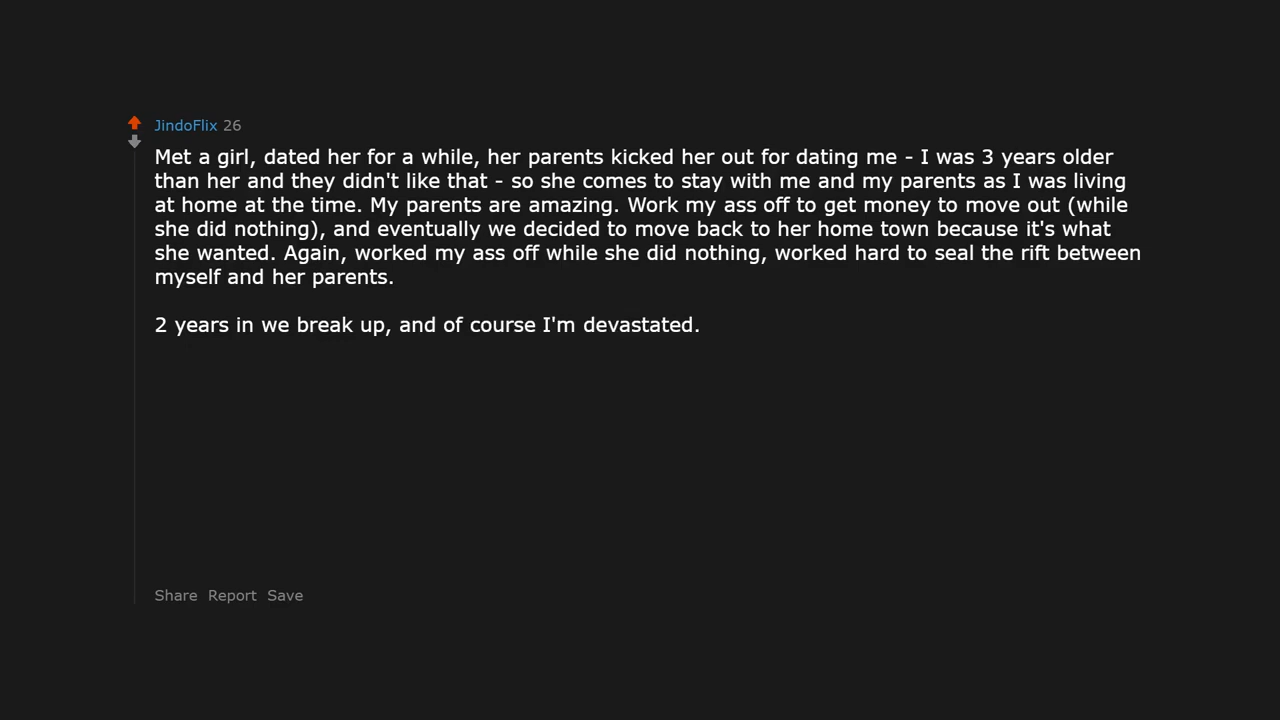 JindoFlix 26
Met a girl, dated her for a while, her parents kicked her out for dating me - I was 3 years older
than her and they didn't like that - so she comes to stay with me and my parents as I was living
at home at the time. My parents are amazing. Work my ass off to get money to move out (while
she did nothing), and eventually we decided to move back to her home town because it's what
she wanted. Again, worked my ass off while she did nothing, worked hard to seal the rift between
myself and her parents.
2 years in we break up, and of course I'm devastated.
Share Report Save